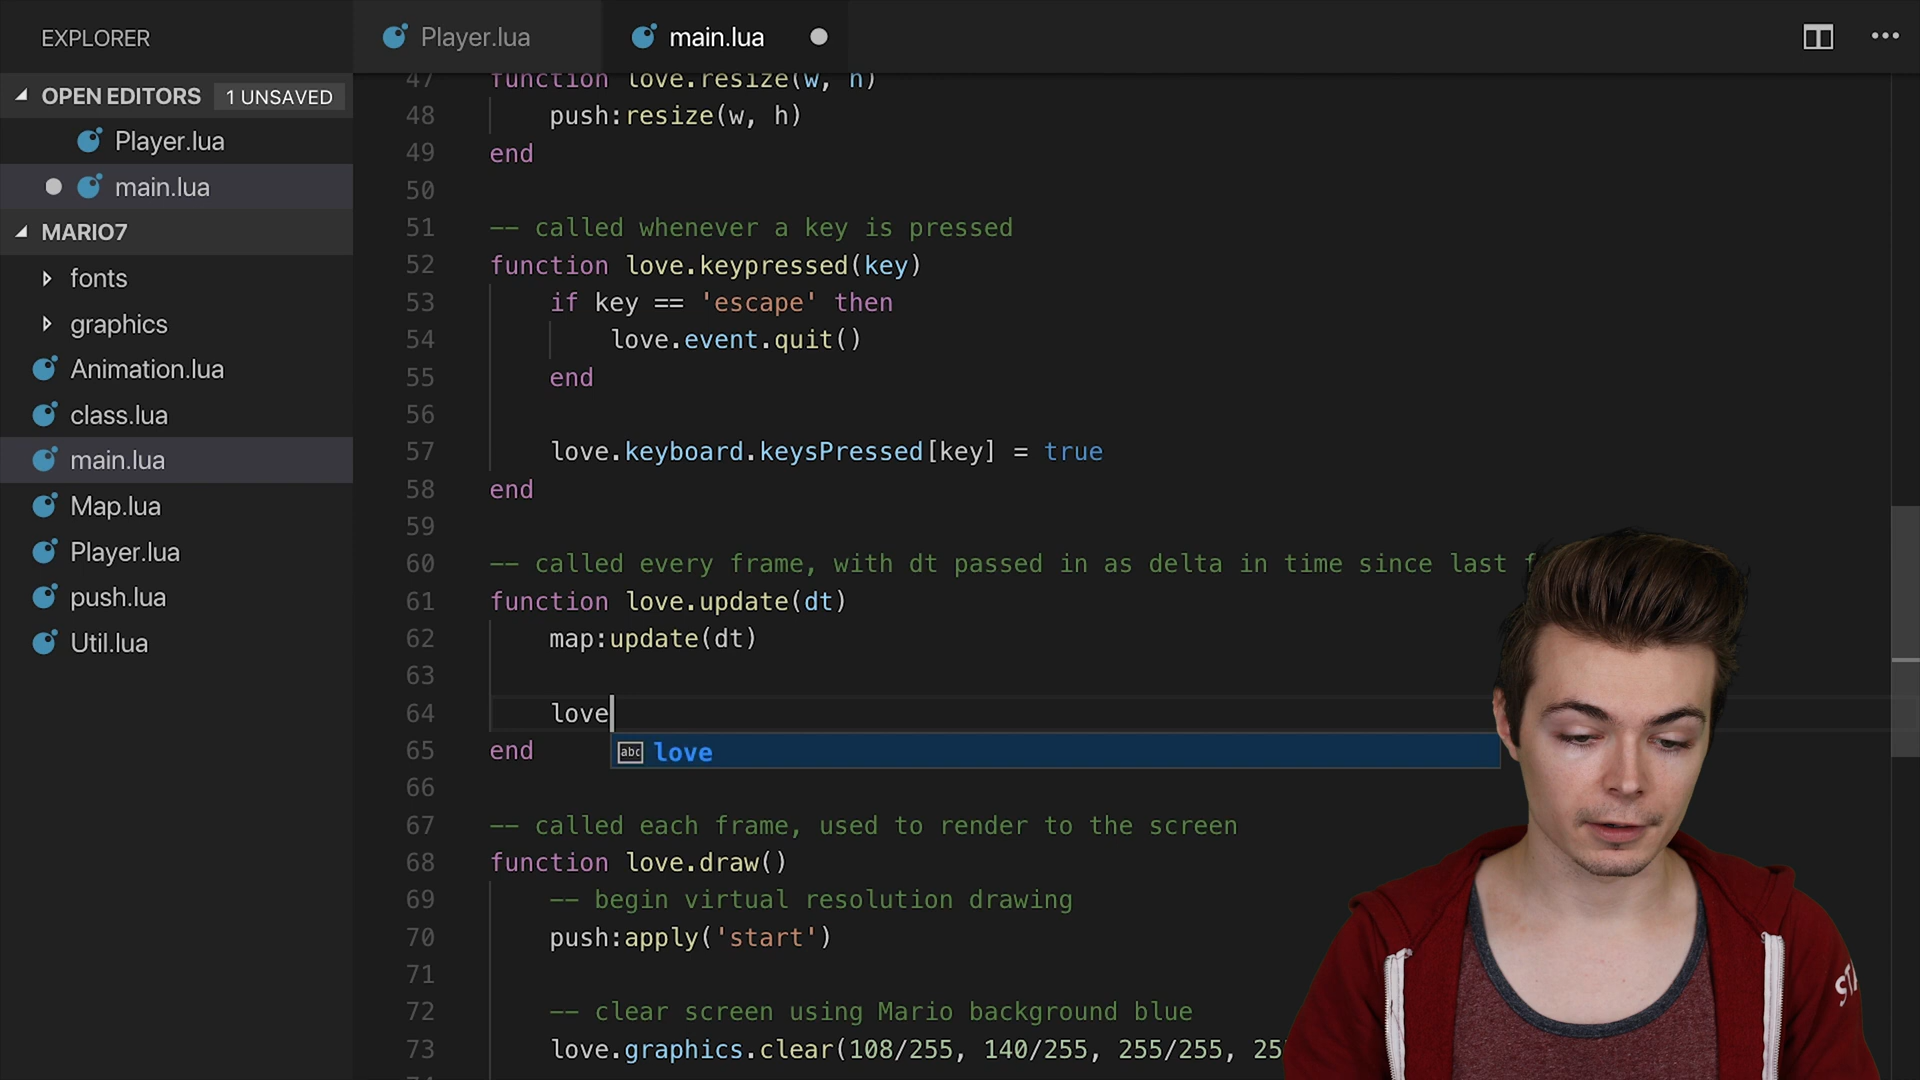 EXPLORER
Player.lua
main.lua
OPEN EDITORS 1 UNSAVED
Player.lua
main.lua
MARIO7
fonts
graphics
Animation.lua
class.lua
main.lua
Map.lua
Player.lua
push.lua
Util.lua
47 function love.resize(w, h)
48 push:resize(w, h)
49 end
50
51 -- called whenever a key is pressed
52 function love.keypressed(key)
53 if key == 'escape' then
54 love.event.quit()
55 end
56
57 love.keyboard.keysPressed[key] = true
58 end
59
60 -- called every frame, with dt passed in as delta in time since last
61 function love.update(dt)
62 map:update(dt)
63
64 love
abc love
65 end
66
67 -- called each frame, used to render to the screen
68 function love.draw()
69 -- begin virtual resolution drawing
70 push:apply('start')
71
72 -- clear screen using Mario background blue
73 love.graphics.clear(108/255, 140/255, 255/255,